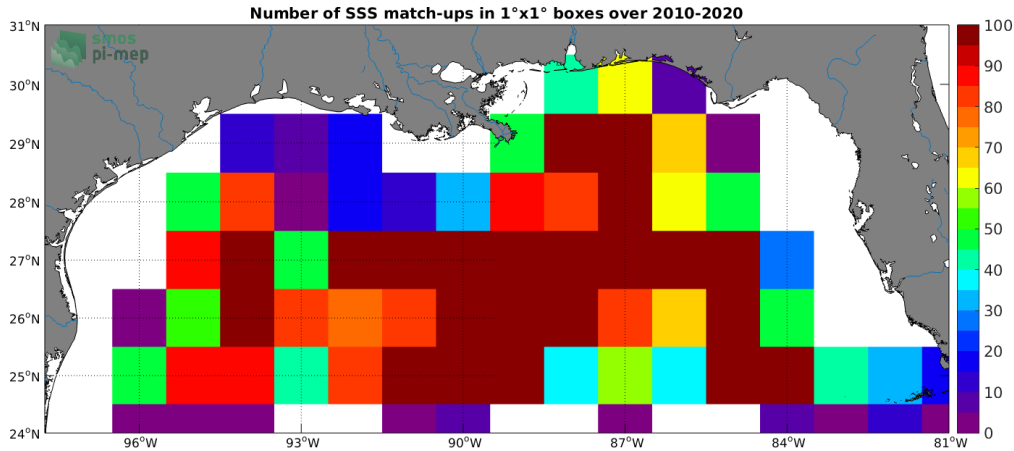 Number of SSS match-ups in 1°x1° boxes over 2010-2020
smos
pi-mep
31°N
30°N
29°N
28°N
27°N
26°N
25°N
24°N
96°W
93°W
90°W
87°W
84°W
81°W
100
90
80
70
60
50
40
30
20
10
0